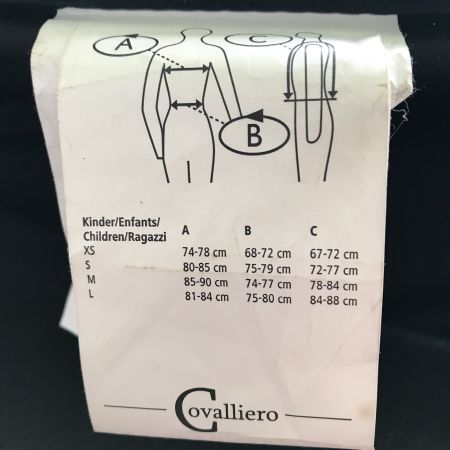 A
C
B
Kinder/Enfants/
Children/Ragazzi A B C
XS 74-78 cm 68-72 cm 67-72 cm
S 80-85 cm 75-79 cm 72-77 cm
M 85-90 cm 74-77 cm 78-84 cm
L 81-84 cm 75-80 cm 84-88 cm
Covalliero